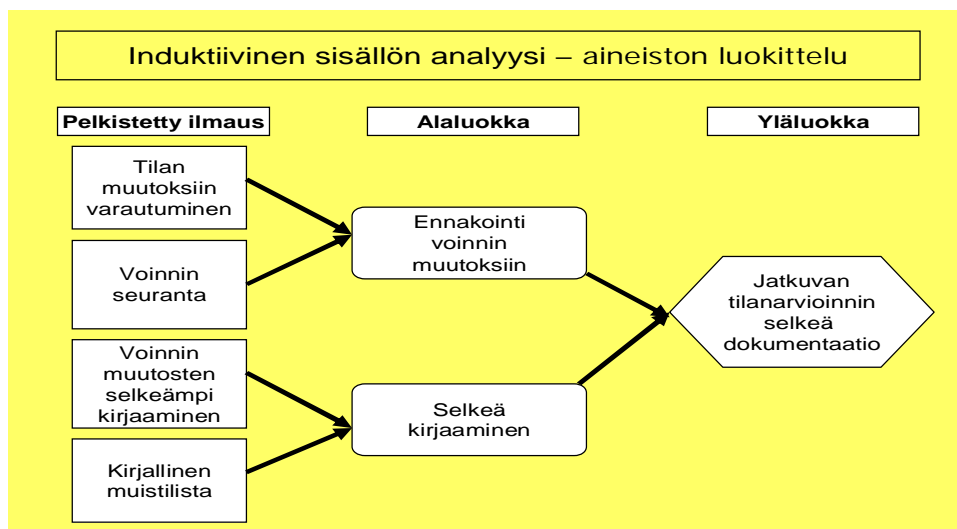 Induktiivinen sisällön analyysi – aineiston luokittelu
Pelkistetty ilmaus
Alaluokka
Yläluokka
Tilan
muutoksiin
varautuminen
Voinnin
seuranta
Voinnin
muutosten
selkeämpi
kirjaaminen
Kirjallinen
muistilista
Ennakointi
voinnin
muutoksiin
Selkeä
kirjaaminen
Jatkuvan
tilanarvioinnin
selkeä
dokumentaatio